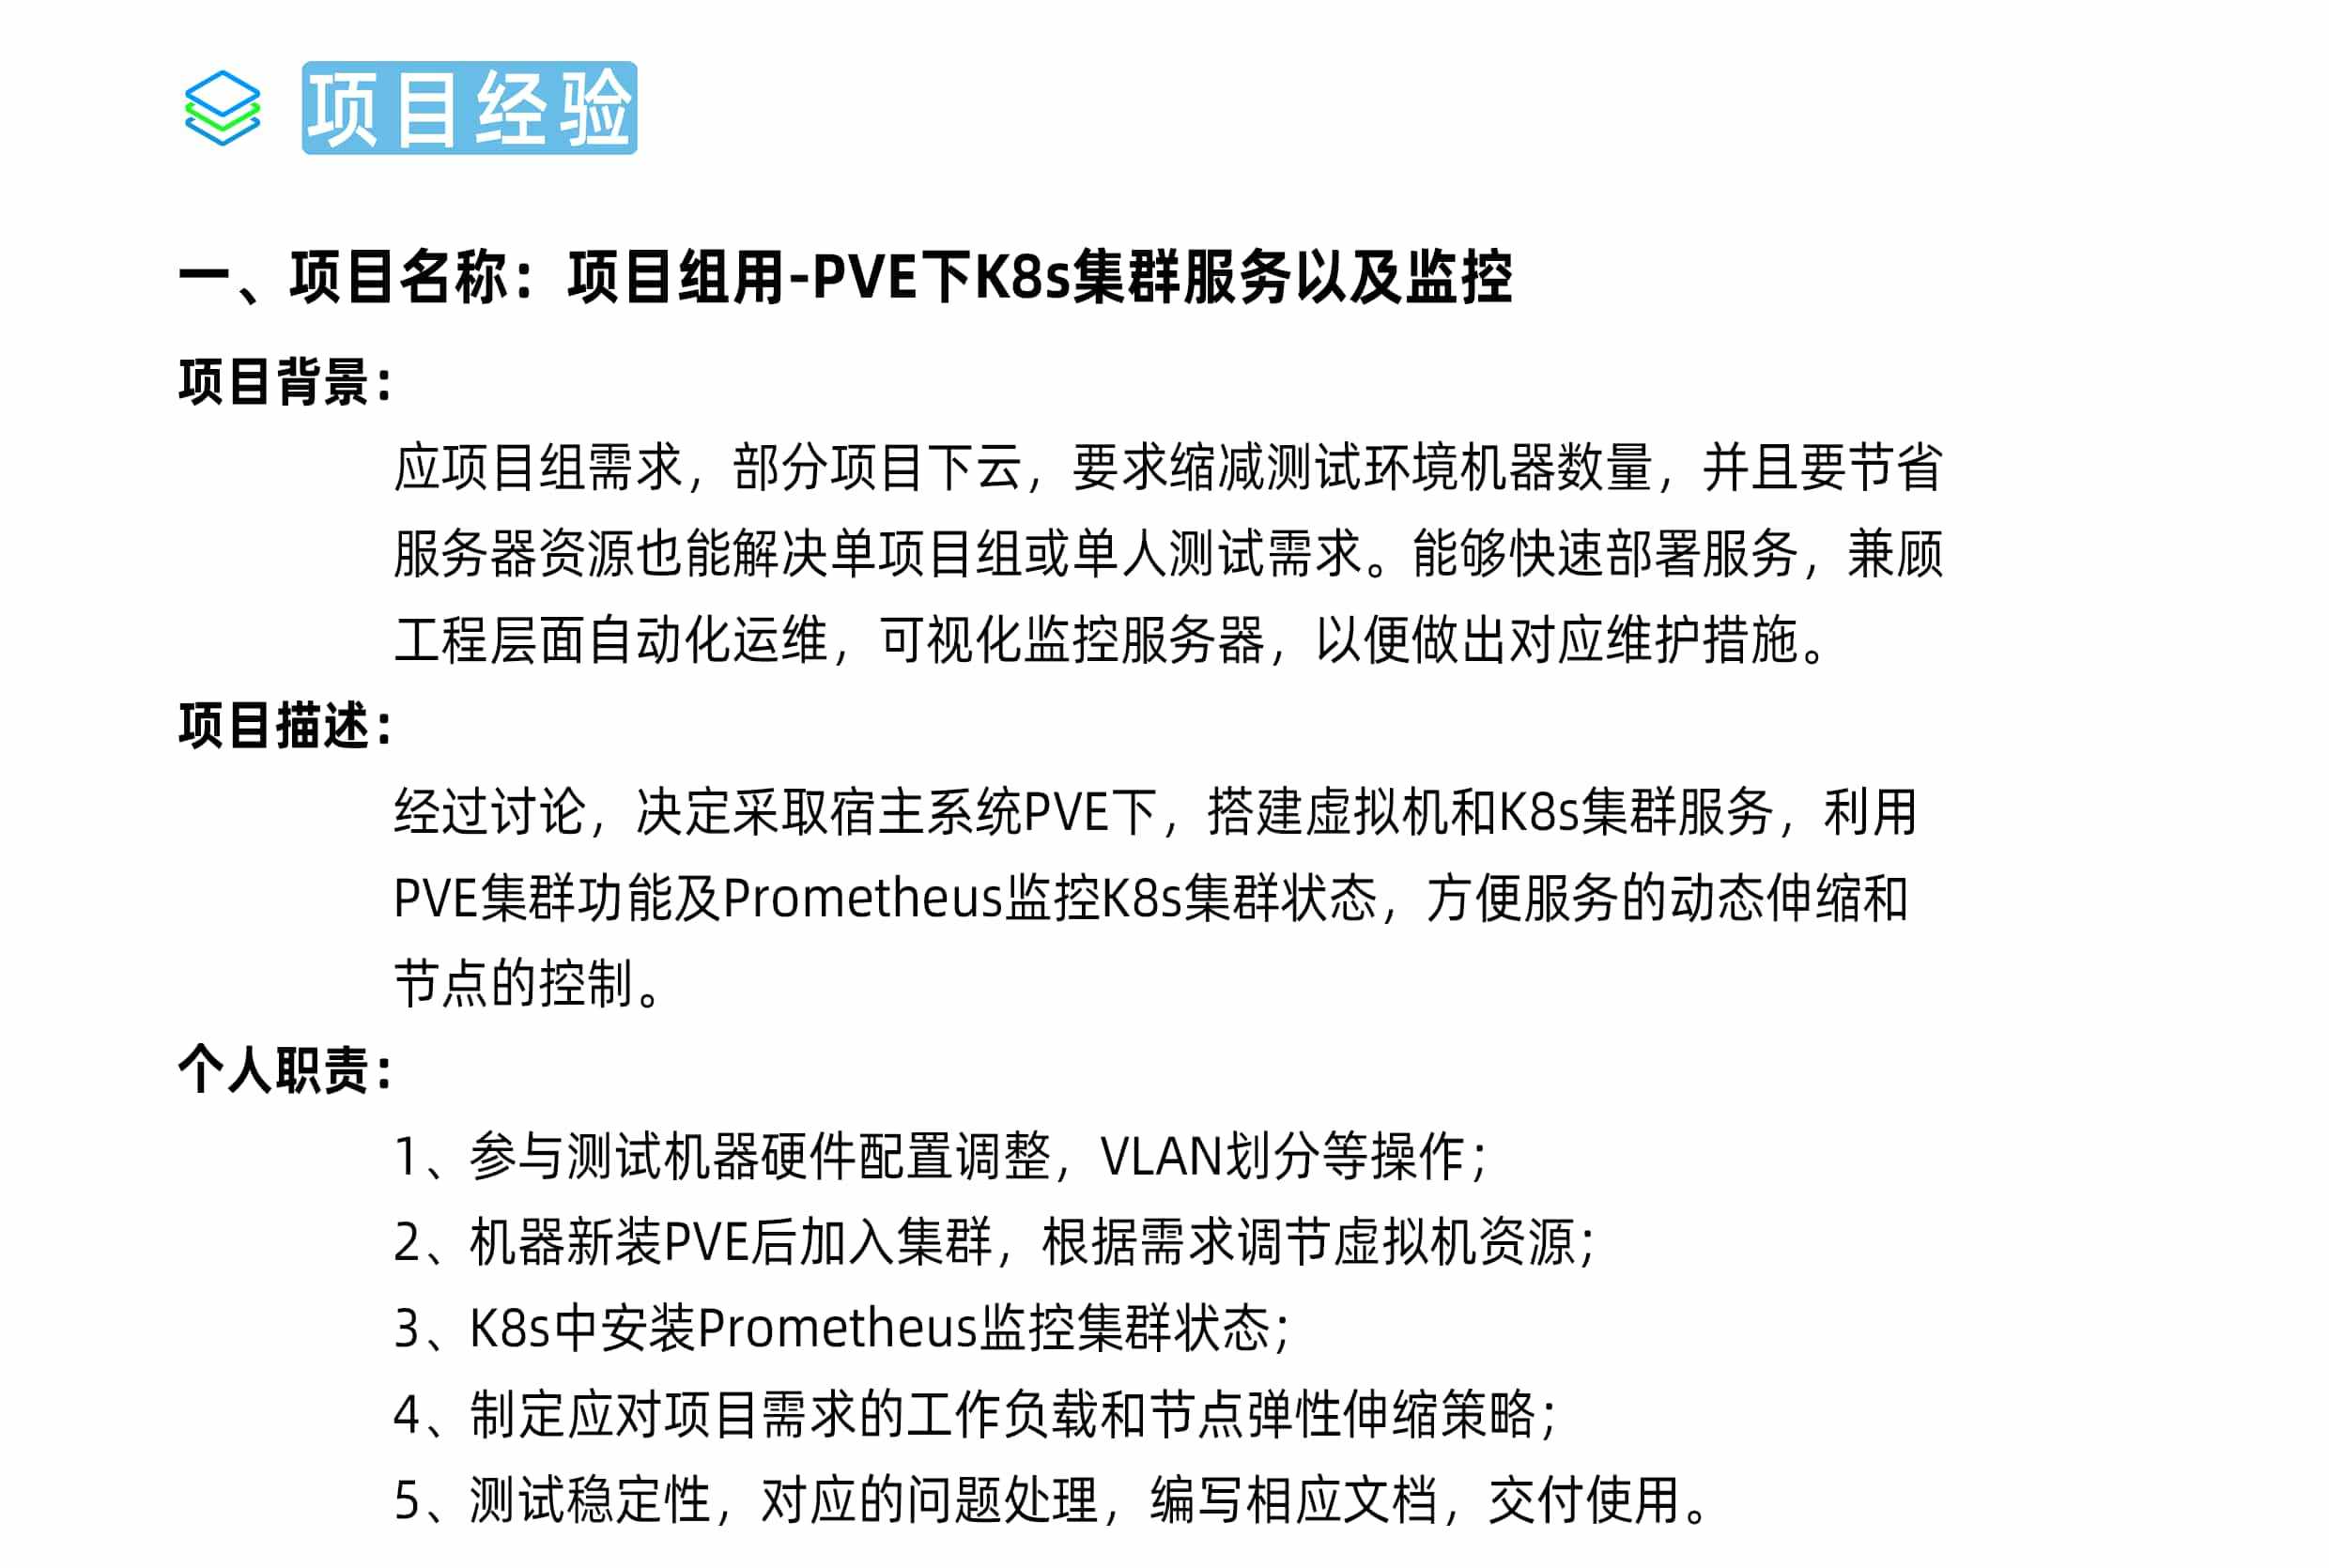 项目经验
一、项目名称：项目组用-PVE下K8s集群服务以及监控
项目背景：
应项目组需求，部分项目下云，要求缩减测试环境机器数量，并且要节省
服务器资源也能解决单项目组或单人测试需求。能够快速部署服务，兼顾
工程层面自动化运维，可视化监控服务器，以便做出对应维护措施。
项目描述：
经过讨论，决定采取宿主系统PVE下，搭建虚拟机和K8s集群服务，利用
PVE集群功能及Prometheus监控K8s集群状态，方便服务的动态伸缩和
节点的控制。
个人职责：
1、参与测试机器硬件配置调整，VLAN划分等操作；
2、机器新装PVE后加入集群，根据需求调节虚拟机资源；
3、K8s中安装Prometheus监控集群状态；
4、制定应对项目需求的工作负载和节点弹性伸缩策略；
5、测试稳定性，对应的问题处理，编写相应文档，交付使用。